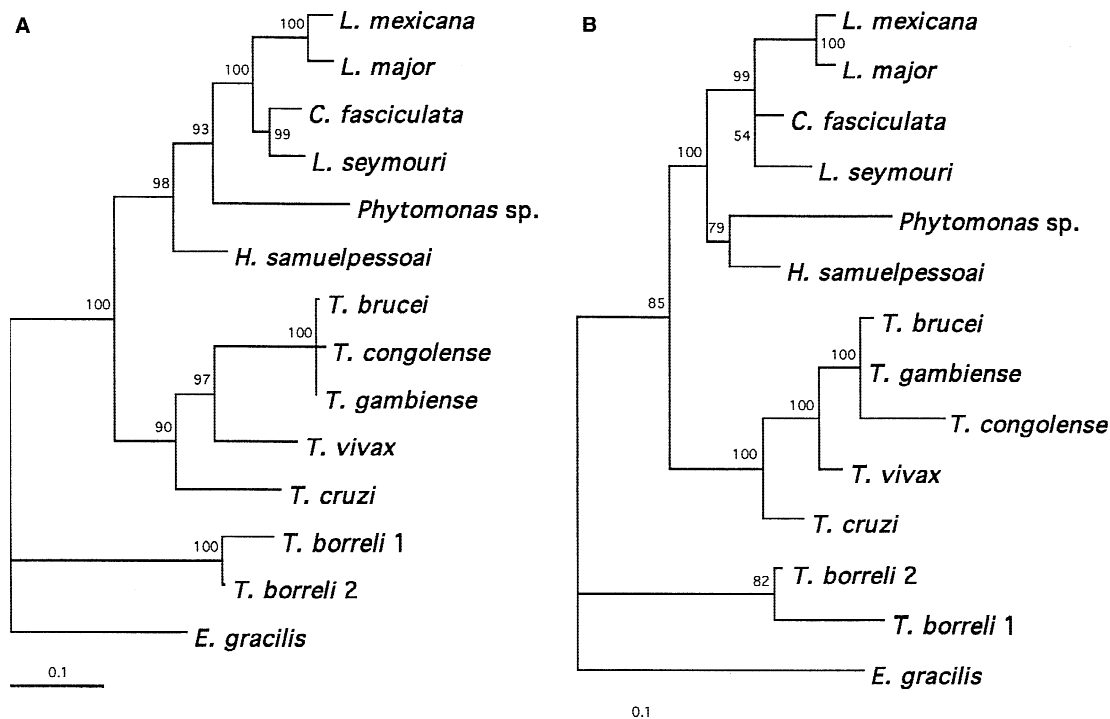 A
100
L. mexicana
L. major
100
C. fasciculata
99
L. seymouri
93
Phytomonas sp.
98
H. samuelpessoai
100
T. brucei
100
T. congolense
T. gambiense
97
T. vivax
90
T. cruzi
100
T. borreli 1
T. borreli 2
E. gracilis
0.1
B
L. mexicana
100
L. major
99
C. fasciculata
54
L. seymouri
100
Phytomonas sp.
79
H. samuelpessoai
85
T. brucei
100
T. gambiense
T. congolense
100
T. vivax
100
T. cruzi
T. borreli 2
82
T. borreli 1
E. gracilis
0.1